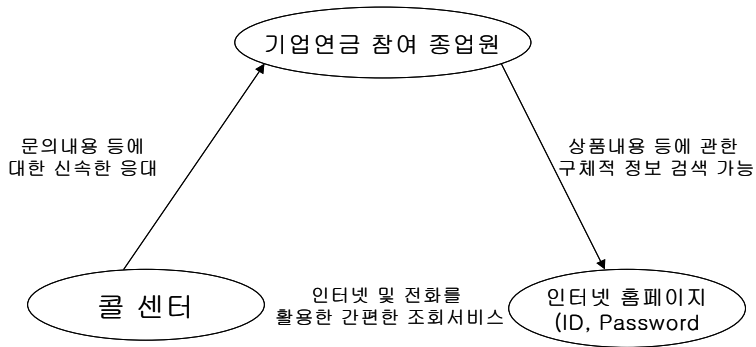 기업연금 참여 종업원
문의내용 등에
대한 신속한 응대
상품내용 등에 관한
구체적 정보 검색 가능
콜 센터
인터넷 및 전화를
활용한 간편한 조회서비스
인터넷 홈페이지
(ID, Password